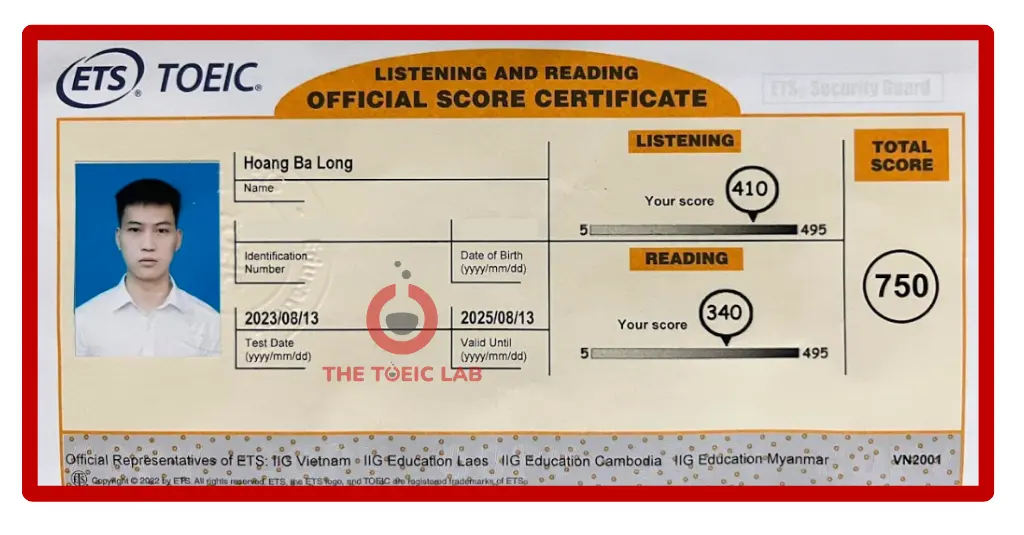 ETS® TOEIC®
LISTENING AND READING
OFFICIAL SCORE CERTIFICATE
ETS® Security Guard
Hoang Ba Long
Name
Identification
Number
Date of Birth
(yyyy/mm/dd)
2023/08/13
Test Date
(yyyy/mm/dd)
2025/08/13
Valid Until
(yyyy/mm/dd)
THE TOEIC LAB
LISTENING
Your score 410
5 495
READING
Your score 340
5 495
TOTAL
SCORE
750
Official Representatives of ETS: IIG Vietnam · IIG Education Laos · IIG Education Cambodia · IIG Education Myanmar VN2001
Copyright © 2022 by ETS. All rights reserved. ETS, the ETS logo, and TOEIC are registered trademarks of ETS.